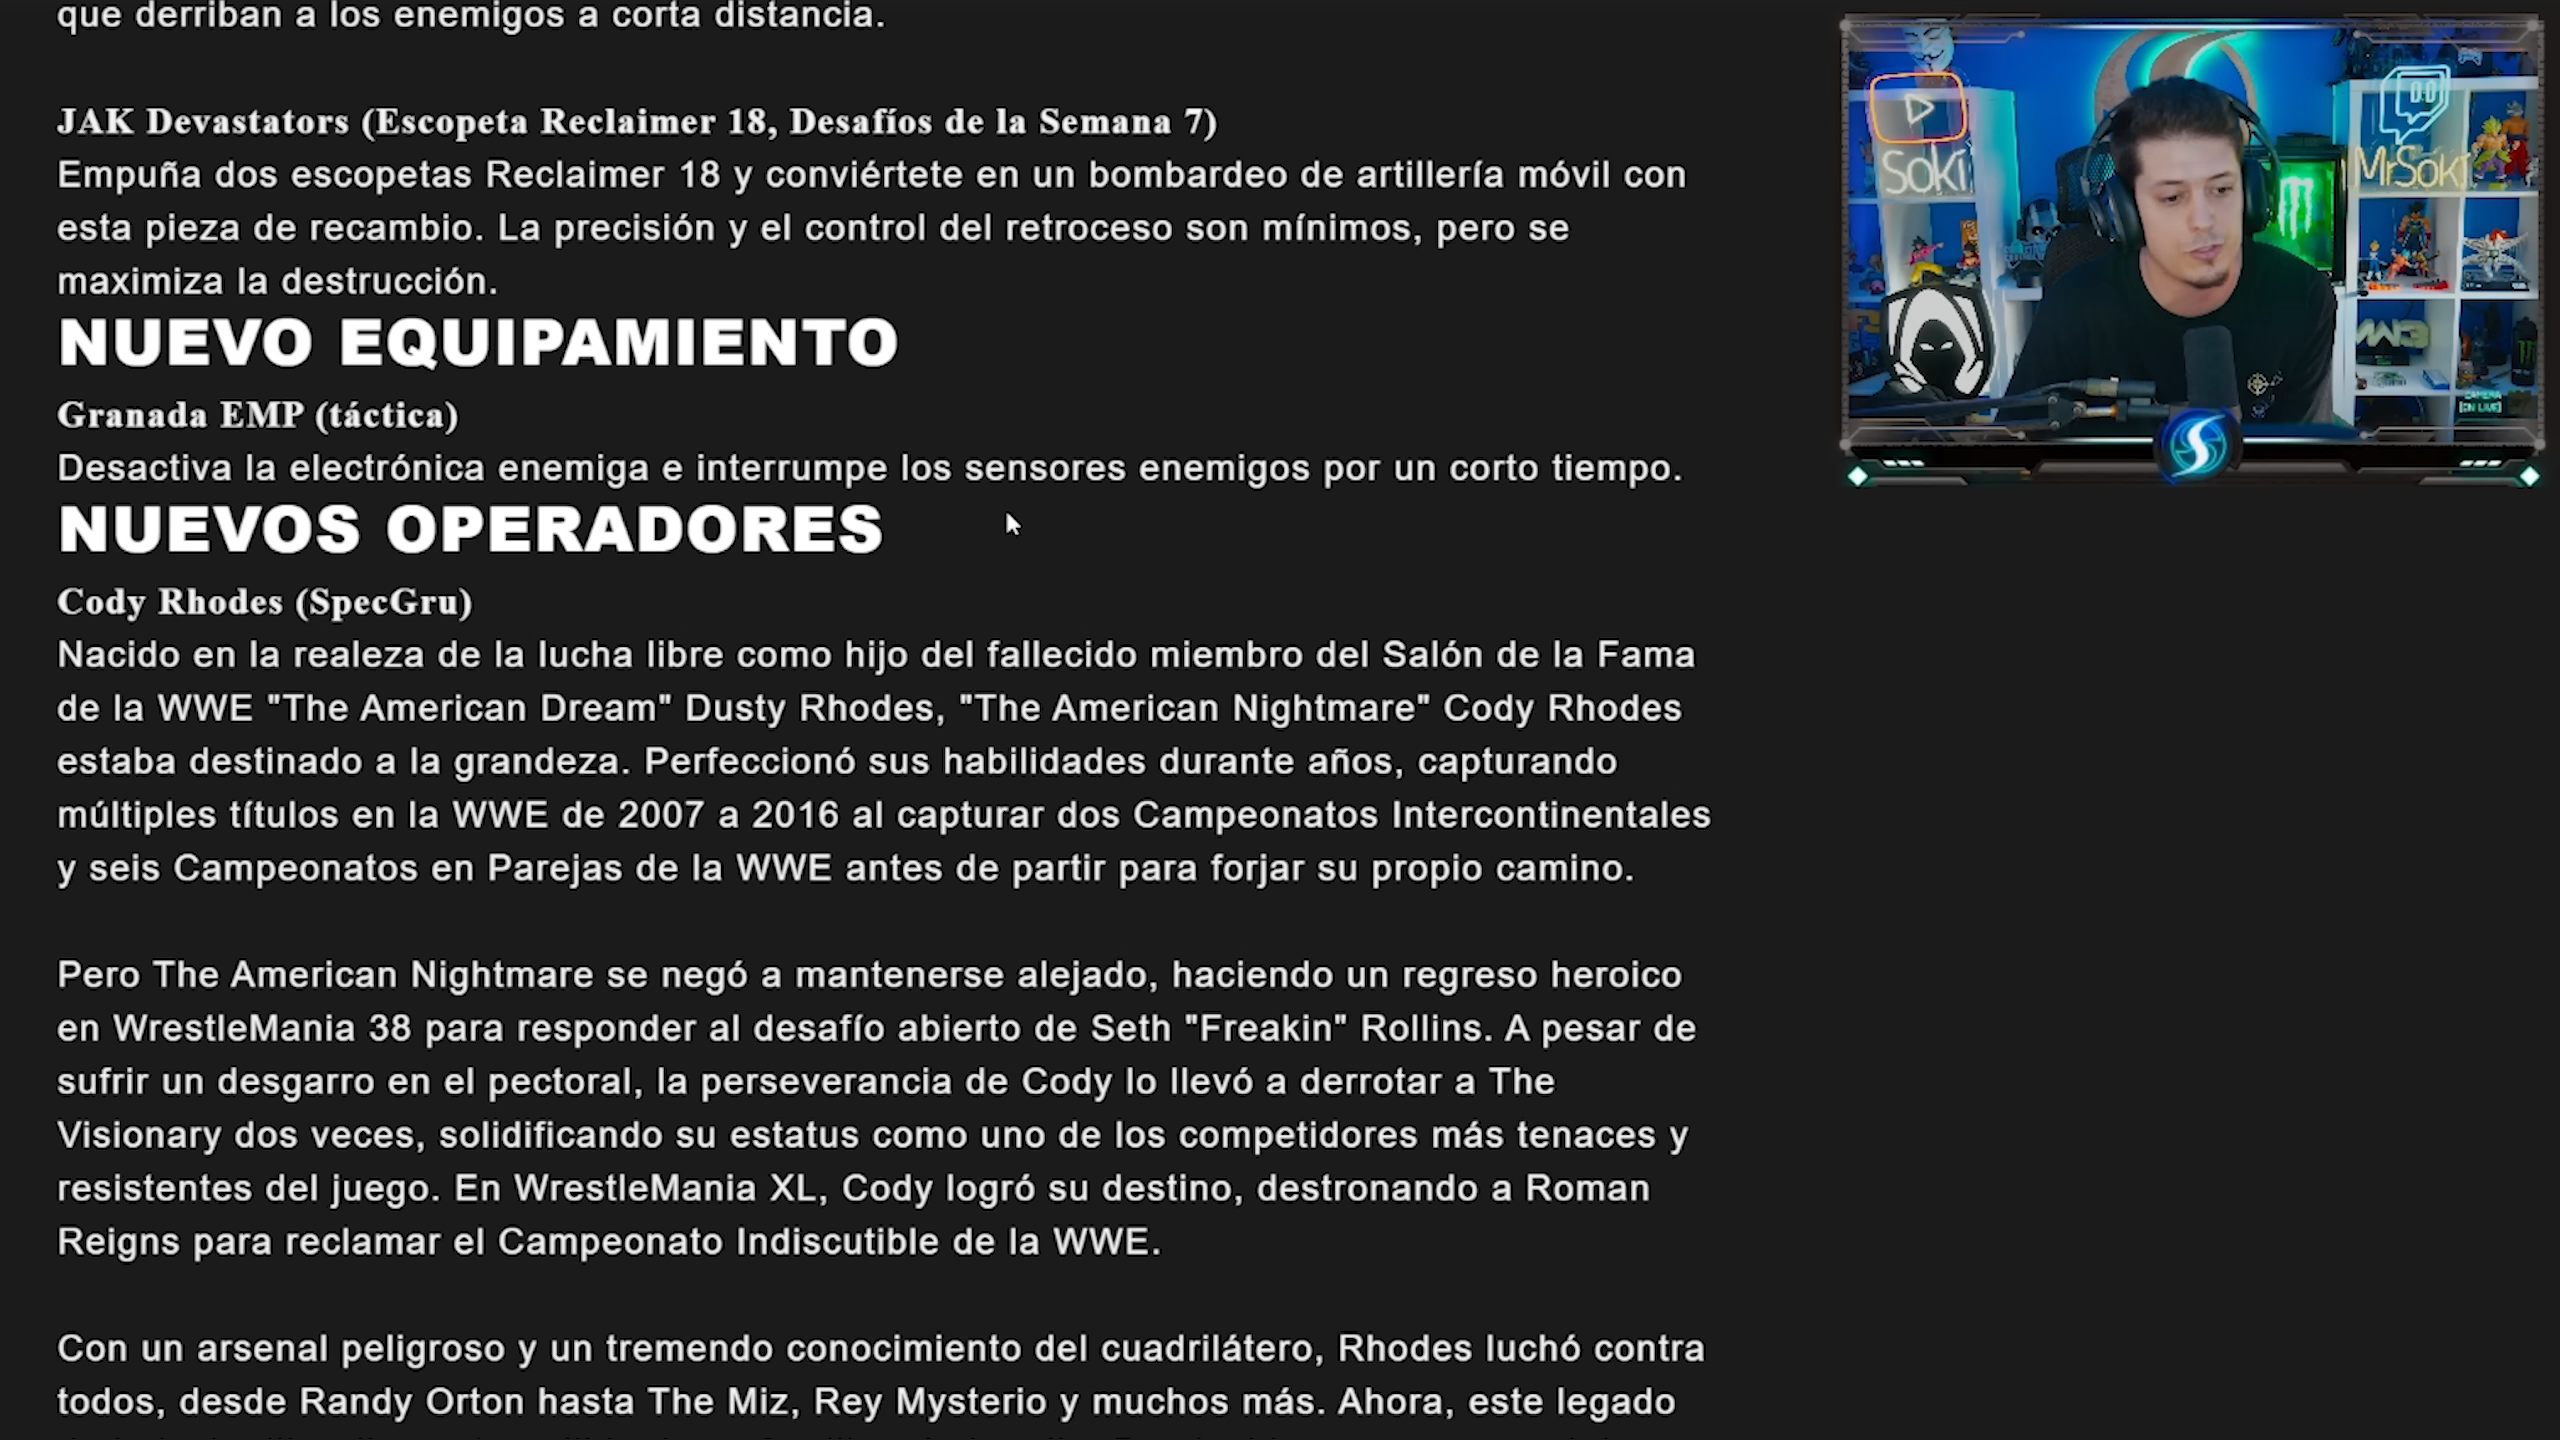 que derriban a los enemigos a corta distancia.
JAK Devastators (Escopeta Reclaimer 18, Desafíos de la Semana 7)
Empuña dos escopetas Reclaimer 18 y conviértete en un bombardeo de artillería móvil con
esta pieza de recambio. La precisión y el control del retroceso son mínimos, pero se
maximiza la destrucción.
NUEVO EQUIPAMIENTO
Granada EMP (táctica)
Desactiva la electrónica enemiga e interrumpe los sensores enemigos por un corto tiempo.
NUEVOS OPERADORES
Cody Rhodes (SpecGru)
Nacido en la realeza de la lucha libre como hijo del fallecido miembro del Salón de la Fama
de la WWE "The American Dream" Dusty Rhodes, "The American Nightmare" Cody Rhodes
estaba destinado a la grandeza. Perfeccionó sus habilidades durante años, capturando
múltiples títulos en la WWE de 2007 a 2016 al capturar dos Campeonatos Intercontinentales
y seis Campeonatos en Parejas de la WWE antes de partir para forjar su propio camino.
Pero The American Nightmare se negó a mantenerse alejado, haciendo un regreso heroico
en WrestleMania 38 para responder al desafío abierto de Seth "Freakin" Rollins. A pesar de
sufrir un desgarro en el pectoral, la perseverancia de Cody lo llevó a derrotar a The
Visionary dos veces, solidificando su estatus como uno de los competidores más tenaces y
resistentes del juego. En WrestleMania XL, Cody logró su destino, destronando a Roman
Reigns para reclamar el Campeonato Indiscutible de la WWE.
Con un arsenal peligroso y un tremendo conocimiento del cuadrilátero, Rhodes luchó contra
todos, desde Randy Orton hasta The Miz, Rey Mysterio y muchos más. Ahora, este legado
Soki
MrSoki
MW3
CAMERA
[ON LIVE]